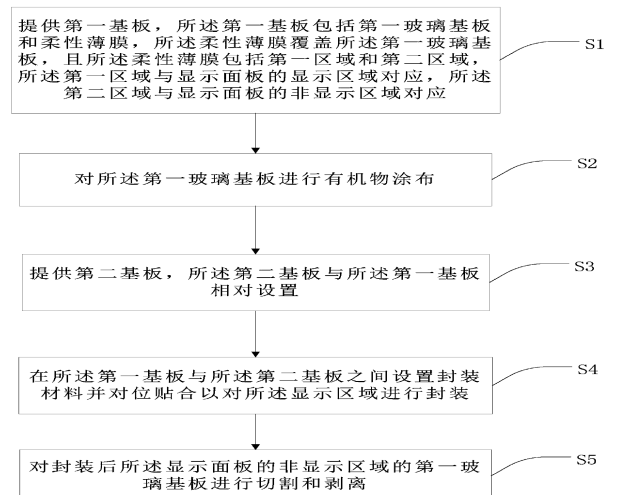 提供第一基板，所述第一基板包括第一玻璃基板
和柔性薄膜，所述柔性薄膜覆盖所述第一玻璃基
板，且所述柔性薄膜包括第一区域和第二区域，
所述第一区域与显示面板的显示区域对应，所述
第二区域与显示面板的非显示区域对应
S1
对所述第一玻璃基板进行有机物涂布
S2
提供第二基板，所述第二基板与所述第一基板
相对设置
S3
在所述第一基板与所述第二基板之间设置封装
材料并对位贴合以对所述显示区域进行封装
S4
对封装后所述显示面板的非显示区域的第一玻
璃基板进行切割和剥离
S5